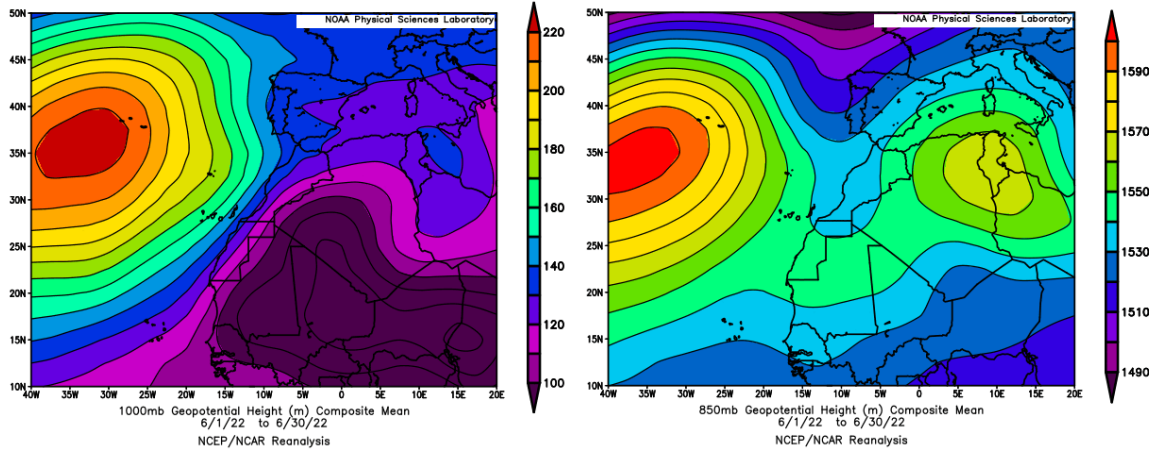 NOAA Physical Sciences Laboratory
50N
45N
40N
35N
30N
25N
20N
15N
10N
40W 35W 30W 25W 20W 15W 10W 5W 0 5E 10E 15E 20E
220
200
180
160
140
120
100
1000mb Geopotential Height (m) Composite Mean
6/1/22 to 6/30/22
NCEP/NCAR Reanalysis
NOAA Physical Sciences Laboratory
50N
45N
40N
35N
30N
25N
20N
15N
10N
40W 35W 30W 25W 20W 15W 10W 5W 0 5E 10E 15E 20E
1590
1570
1550
1530
1510
1490
850mb Geopotential Height (m) Composite Mean
6/1/22 to 6/30/22
NCEP/NCAR Reanalysis